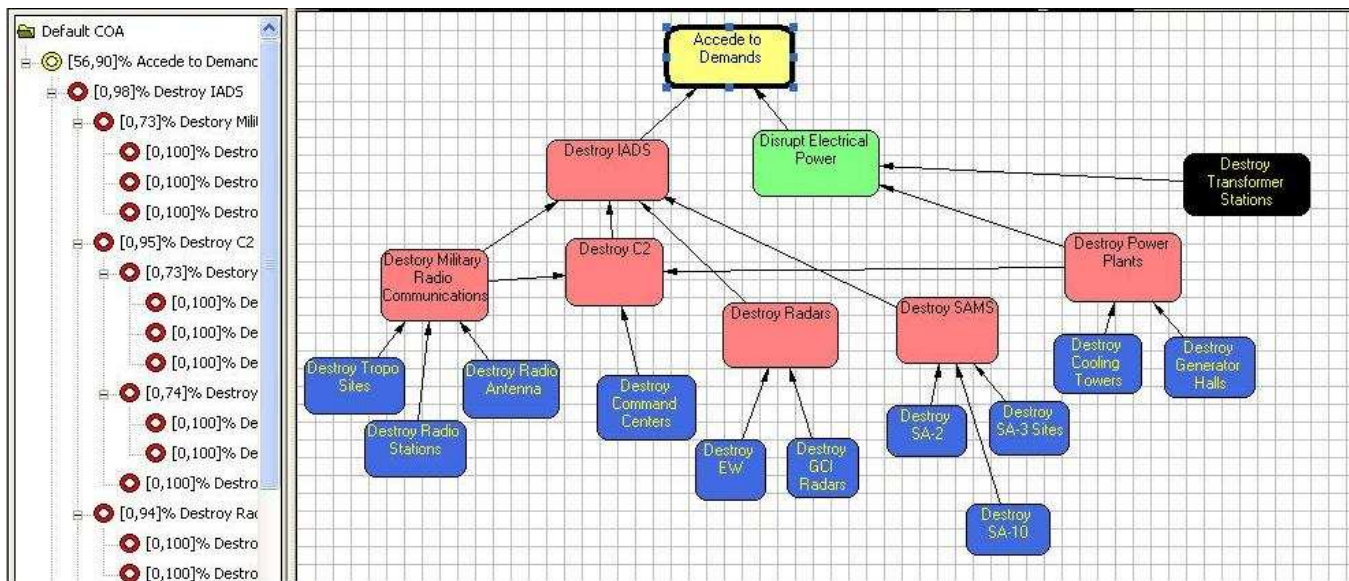 Default COA
[56,90]% Accede to Demanc
[0,98]% Destroy IADS
[0,73]% Destory Mili
[0,100]% Destro
[0,100]% Destro
[0,100]% Destro
[0,95]% Destroy C2
[0,73]% Destory
[0,100]% De
[0,100]% De
[0,100]% De
[0,74]% Destroy
[0,100]% De
[0,100]% De
[0,100]% Destro
[0,94]% Destroy Rad
[0,100]% Destro
[0,100]% Destro
Accede to
Demands
Destroy IADS
Disrupt Electrical
Power
Destroy
Transformer
Stations
Destory Military
Radio
Communications
Destroy C2
Destroy Power
Plants
Destroy Radars
Destroy SAMS
Destroy Tropo
Sites
Destroy Radio
Antenna
Destroy Radio
Stations
Destroy
Command
Centers
Destroy
EW
Destroy
GCI
Radars
Destroy
SA-2
Destroy
SA-3 Sites
Destroy
SA-10
Destroy
Cooling
Towers
Destroy
Generator
Halls